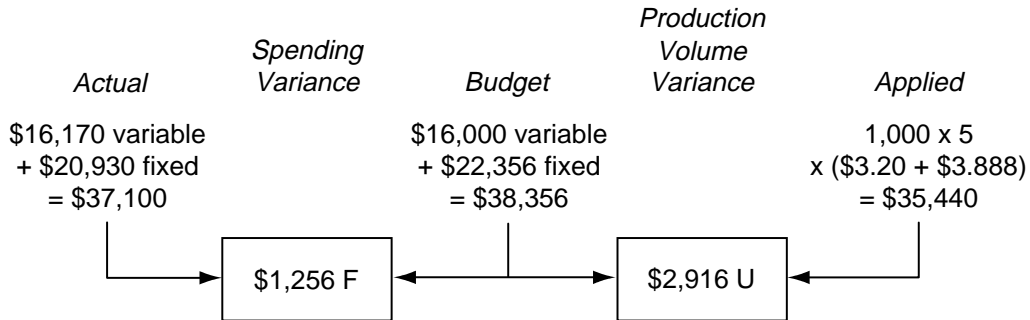 Actual
Spending
Variance
Budget
Production
Volume
Variance
Applied
$16,170 variable
+ $20,930 fixed
= $37,100
$16,000 variable
+ $22,356 fixed
= $38,356
1,000 x 5
x ($3.20 + $3.888)
= $35,440
$1,256 F
$2,916 U